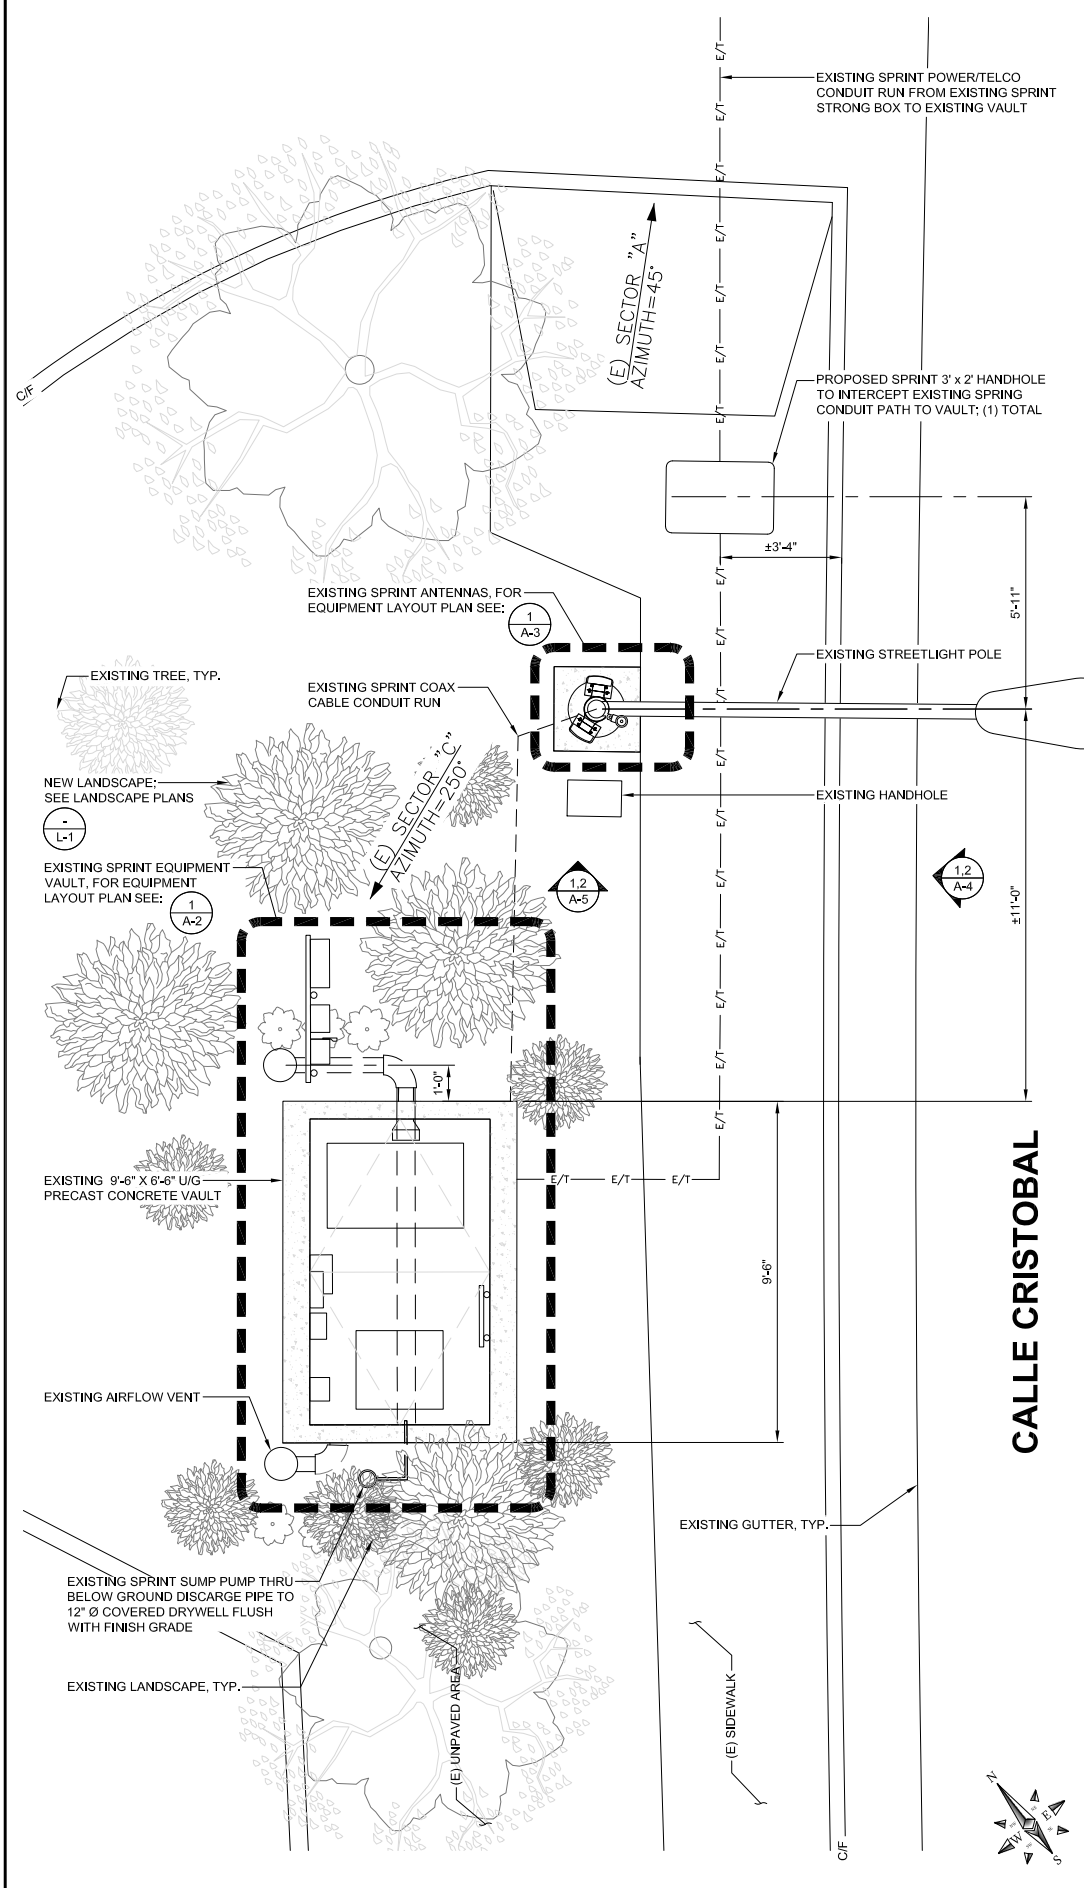 E/T
EXISTING SPRINT POWER/TELCO
CONDUIT RUN FROM EXISTING SPRINT
STRONG BOX TO EXISTING VAULT
E/T
E/T
E/T
(E) SECTOR "A"
AZIMUTH=45°
E/T
E/T
E/T
C/F
PROPOSED SPRINT 3' x 2' HANDHOLE
TO INTERCEPT EXISTING SPRING
CONDUIT PATH TO VAULT; (1) TOTAL
E/T
±3'-4"
E/T
5'-11"
EXISTING SPRINT ANTENNAS, FOR
EQUIPMENT LAYOUT PLAN SEE:
1
A-3
E/T
EXISTING STREETLIGHT POLE
EXISTING TREE, TYP.
E/T
EXISTING SPRINT COAX
CABLE CONDUIT RUN
(E) SECTOR "C"
AZIMUTH=250°
E/T
NEW LANDSCAPE;
SEE LANDSCAPE PLANS
-
L-1
EXISTING HANDHOLE
E/T
EXISTING SPRINT EQUIPMENT
VAULT, FOR EQUIPMENT
LAYOUT PLAN SEE:
1
A-2
1,2
A-5
1,2
A-4
E/T
±11'-0"
E/T
E/T
E/T
1'-0"
E/T
EXISTING 9'-6" X 6'-6" U/G
PRECAST CONCRETE VAULT
E/T
E/T
E/T
9'-6"
CALLE CRISTOBAL
EXISTING AIRFLOW VENT
EXISTING GUTTER, TYP.
EXISTING SPRINT SUMP PUMP THRU
BELOW GROUND DISCARGE PIPE TO
12" Ø COVERED DRYWELL FLUSH
WITH FINISH GRADE
EXISTING LANDSCAPE, TYP.
(E) UNPAVED AREA
(E) SIDEWALK
C/F
N
E
W
S